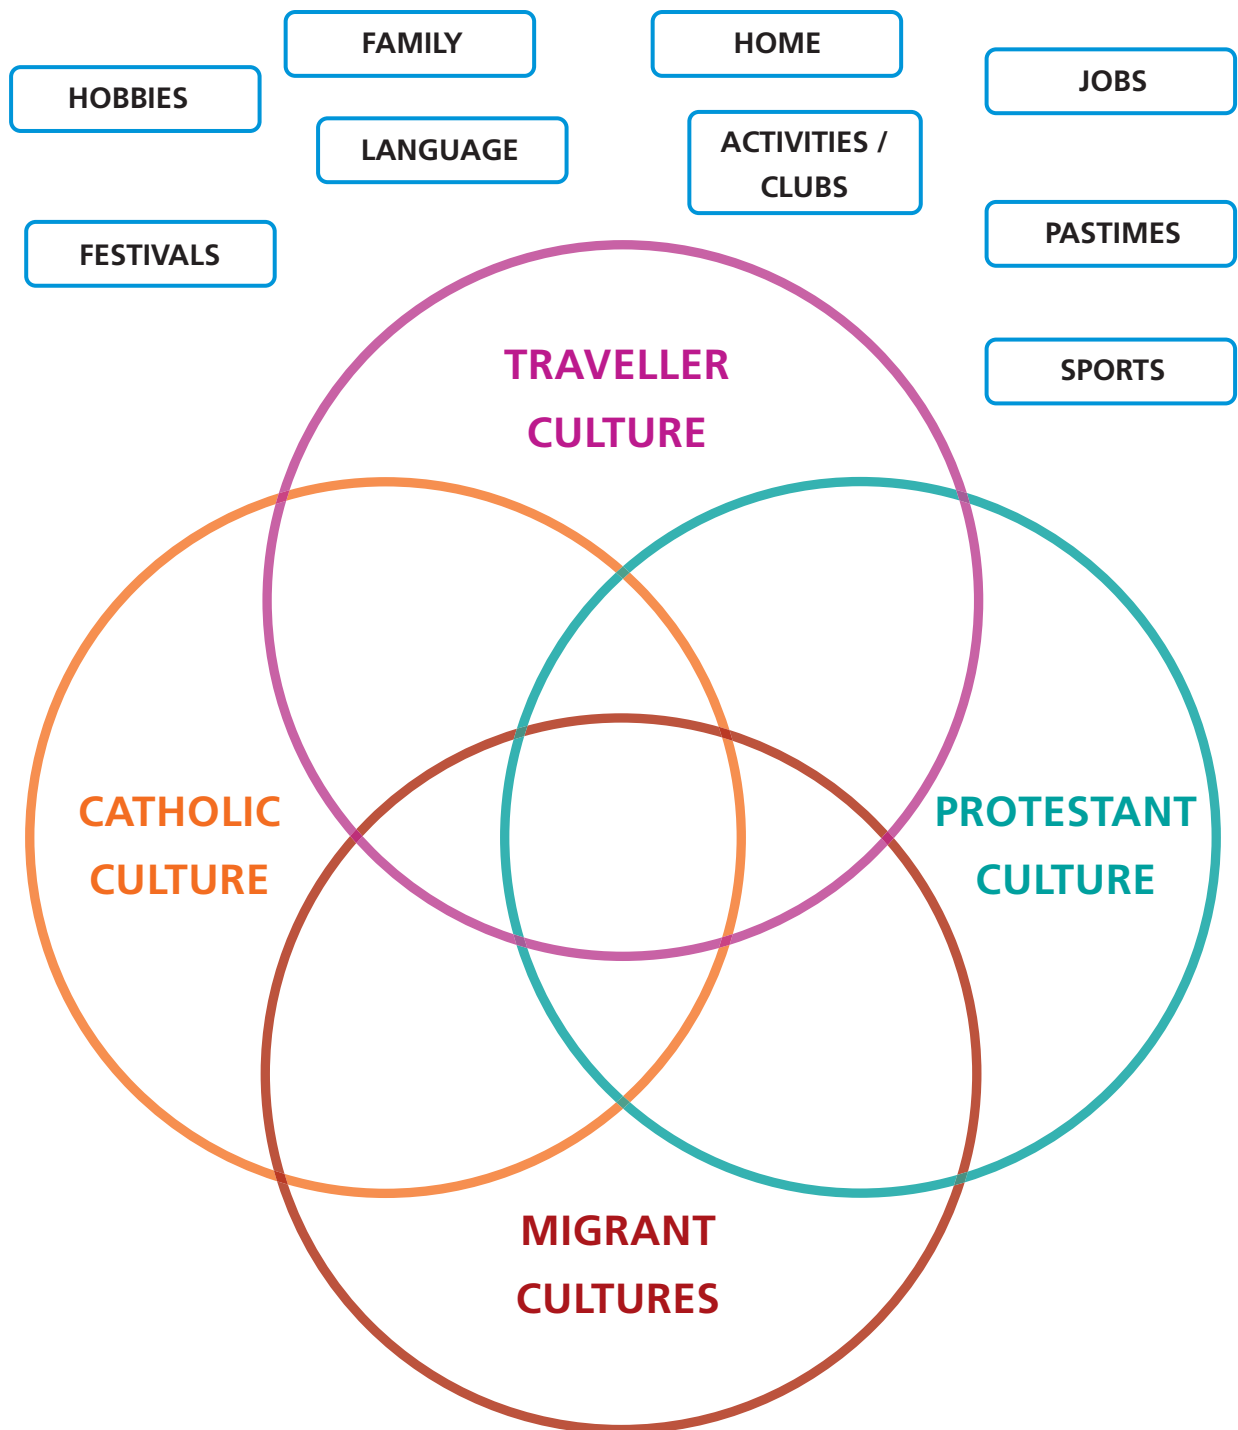 FAMILY
HOME
JOBS
HOBBIES
LANGUAGE
ACTIVITIES /
CLUBS
PASTIMES
FESTIVALS
SPORTS
TRAVELLER
CULTURE
CATHOLIC
CULTURE
PROTESTANT
CULTURE
MIGRANT
CULTURES